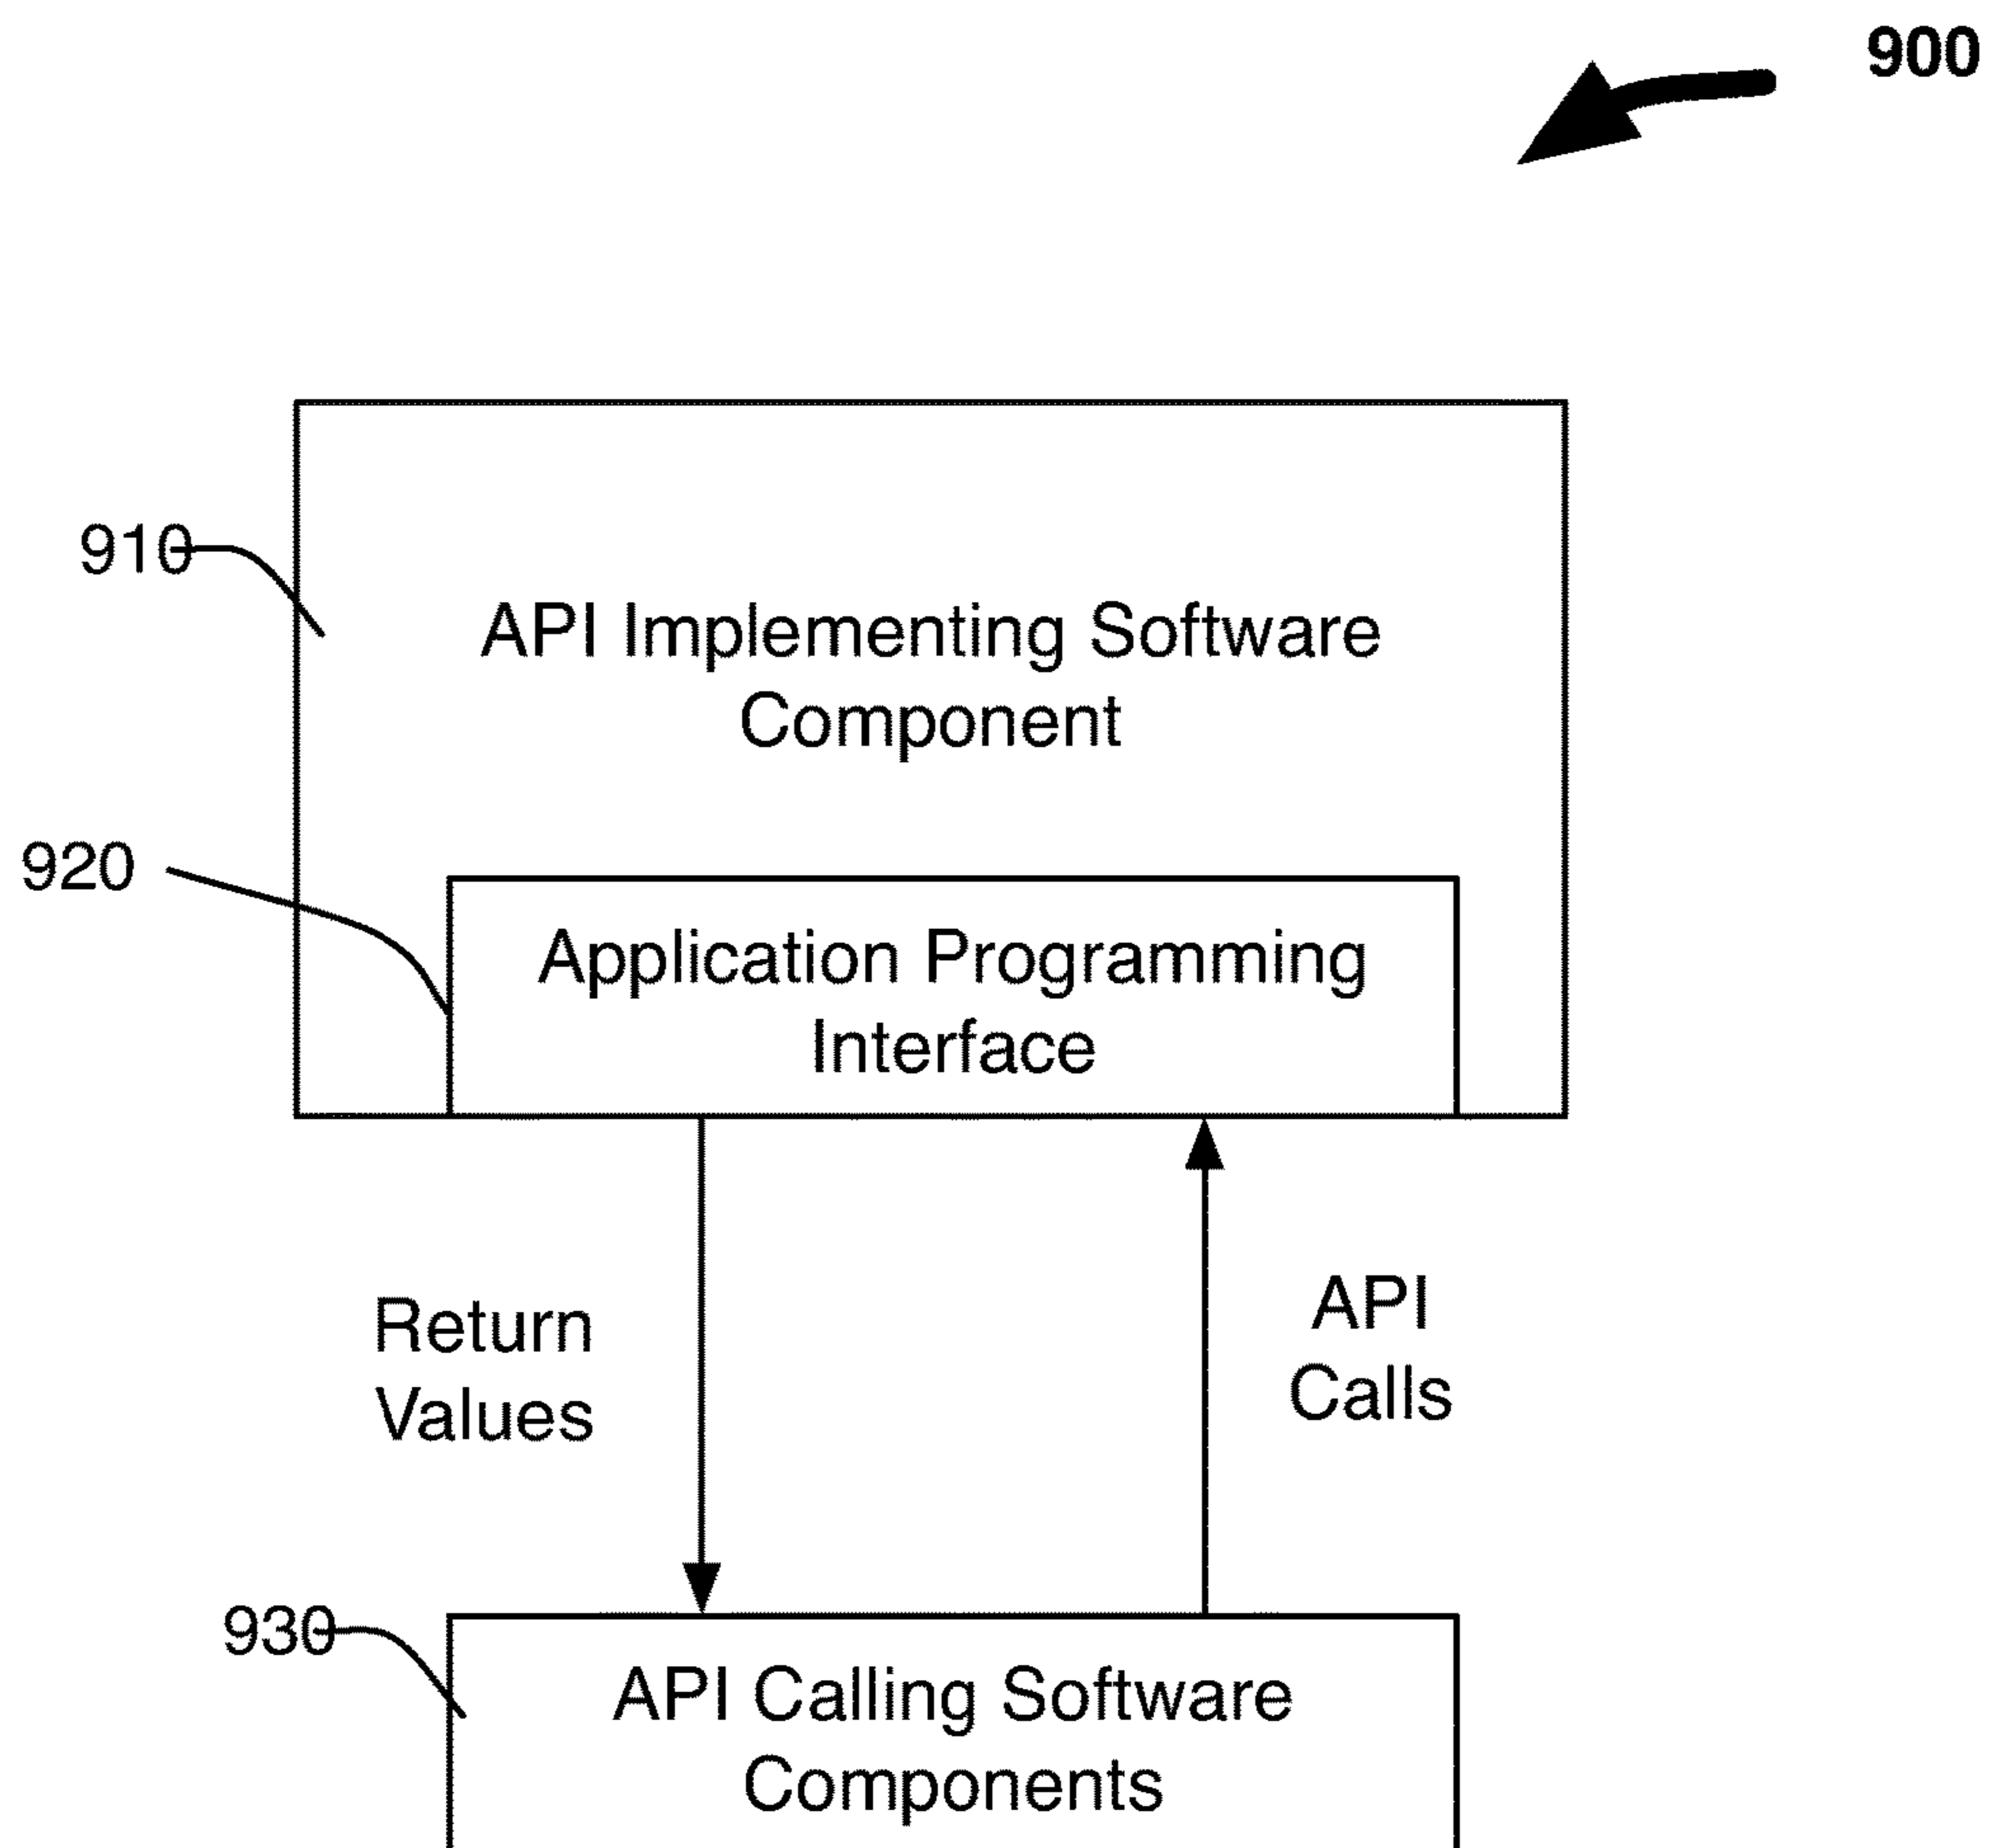 900
910
API Implementing Software
Component
920
Application Programming
Interface
Return
Values
API
Calls
930
API Calling Software
Components